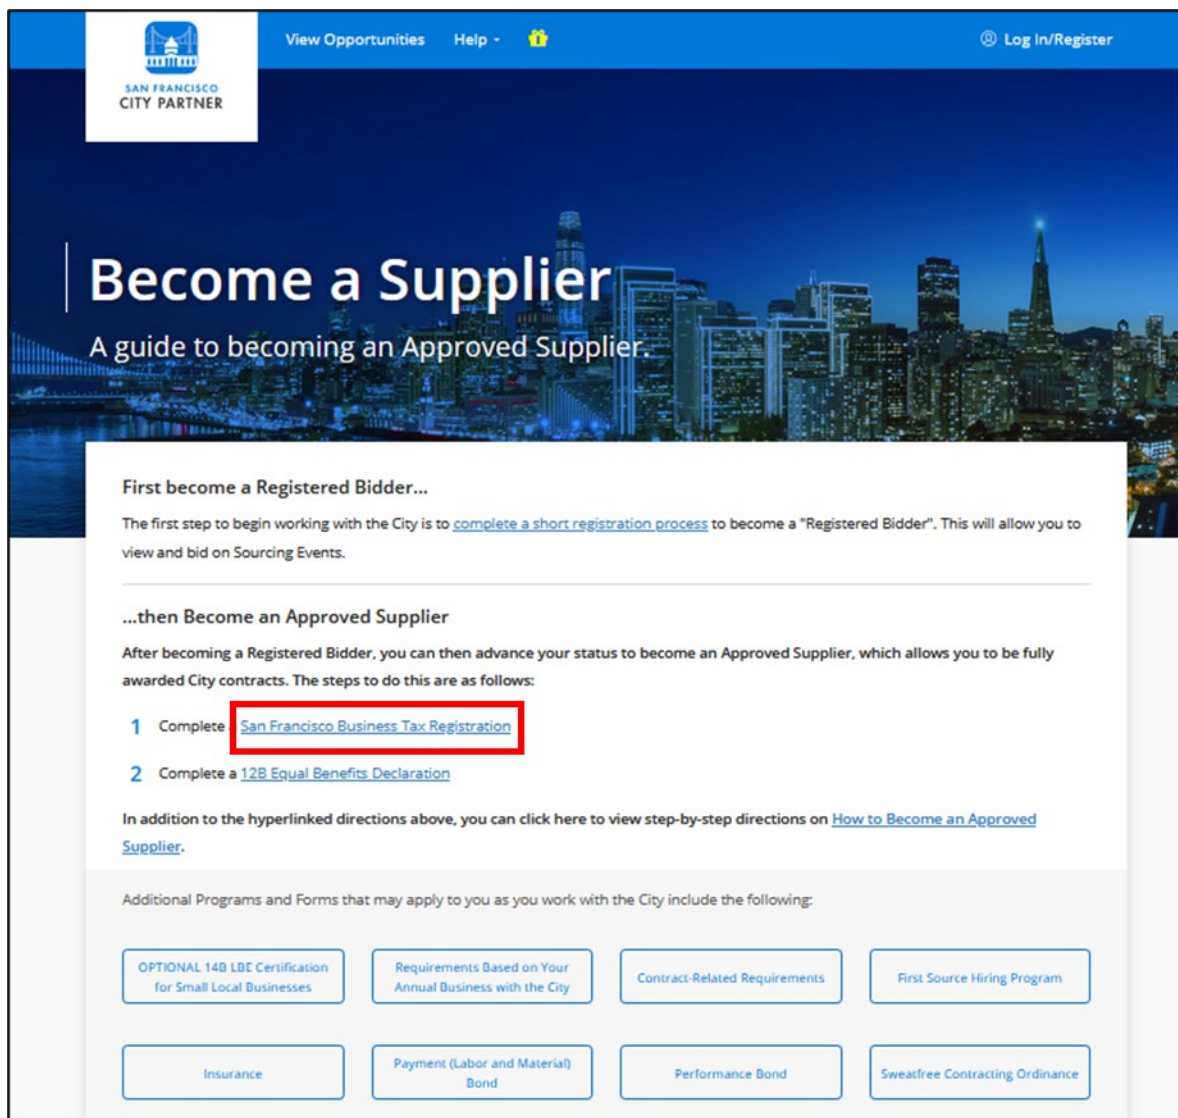 View Opportunities Help Log In/Register
SAN FRANCISCO
CITY PARTNER
Become a Supplier
A guide to becoming an Approved Supplier.
First become a Registered Bidder...
The first step to begin working with the City is to complete a short registration process to become a "Registered Bidder". This will allow you to
view and bid on Sourcing Events.
...then Become an Approved Supplier
After becoming a Registered Bidder, you can then advance your status to become an Approved Supplier, which allows you to be fully
awarded City contracts. The steps to do this are as follows:
1 Complete San Francisco Business Tax Registration
2 Complete a 12B Equal Benefits Declaration
In addition to the hyperlinked directions above, you can click here to view step-by-step directions on How to Become an Approved
Supplier.
Additional Programs and Forms that may apply to you as you work with the City include the following:
OPTIONAL 14B LBE Certification
for Small Local Businesses
Requirements Based on Your
Annual Business with the City
Contract-Related Requirements
First Source Hiring Program
Insurance
Payment (Labor and Material)
Bond
Performance Bond
Sweatfree Contracting Ordinance